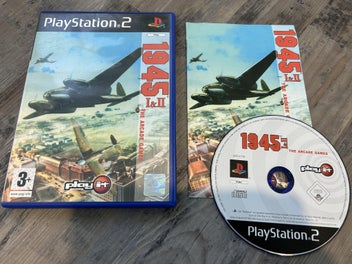 PlayStation 2
1945
I&II
THE ARCADE GAMES
3+
play it
1945
I&II
THE ARCADE GAMES
1945
I&II
THE ARCADE GAMES
play it
PlayStation 2